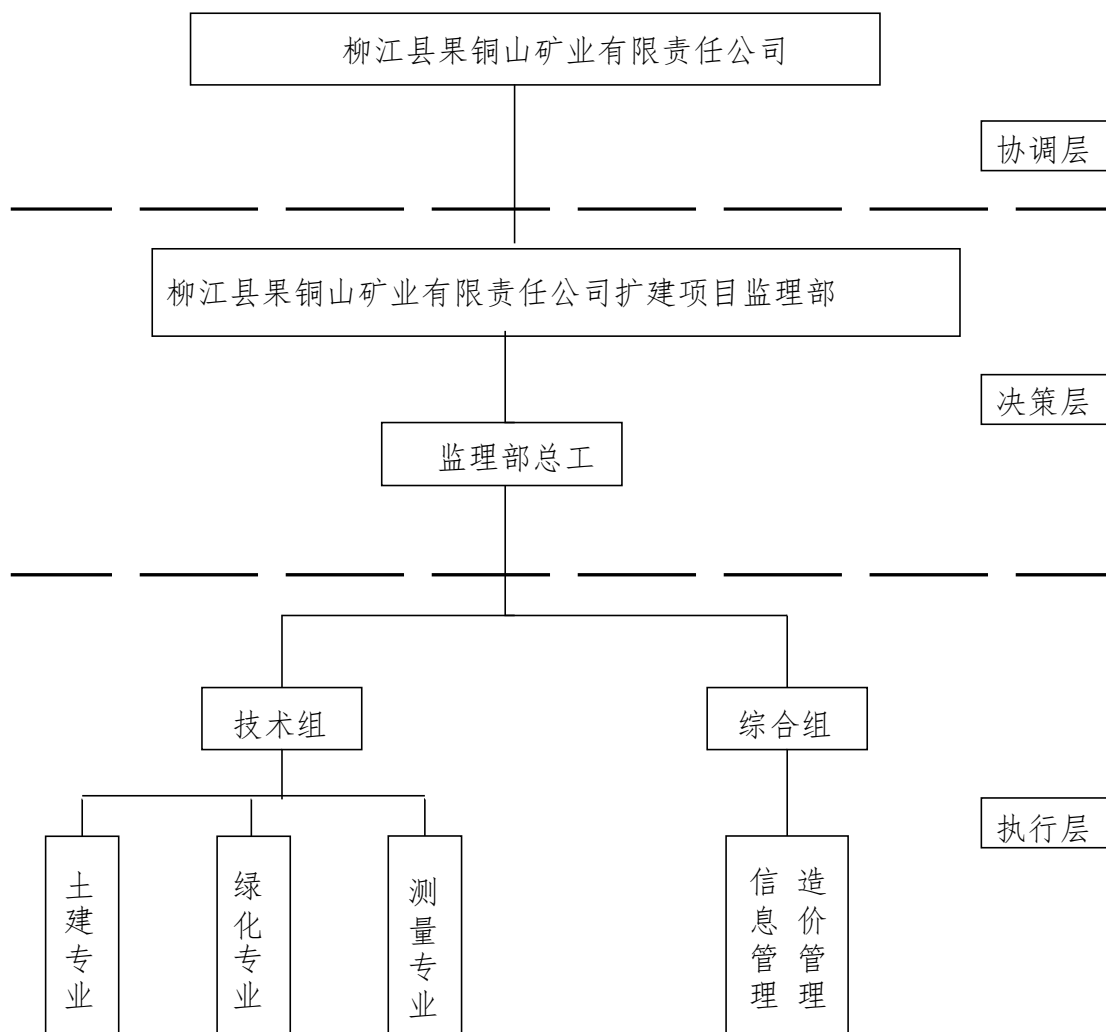 柳江县果铜山矿业有限责任公司
协调层
柳江县果铜山矿业有限责任公司扩建项目监理部
决策层
监理部总工
技术组
综合组
执行层
土建专业
绿化专业
测量专业
信息管理
造价管理